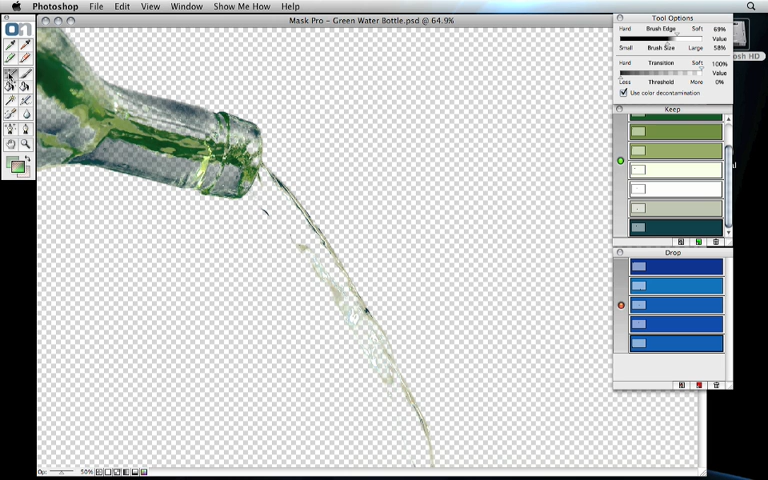 Photoshop File Edit View Window Show Me How Help
Mask Pro - Green Water Bottle.psd @ 64.9%
on
Tool Options
Hard Brush Edge Soft 69%
Value
Small Brush Size Large 58%
Hard Transition Soft 100%
Value
Less Threshold More 0%
Use color decontamination
Keep
Drop
50%